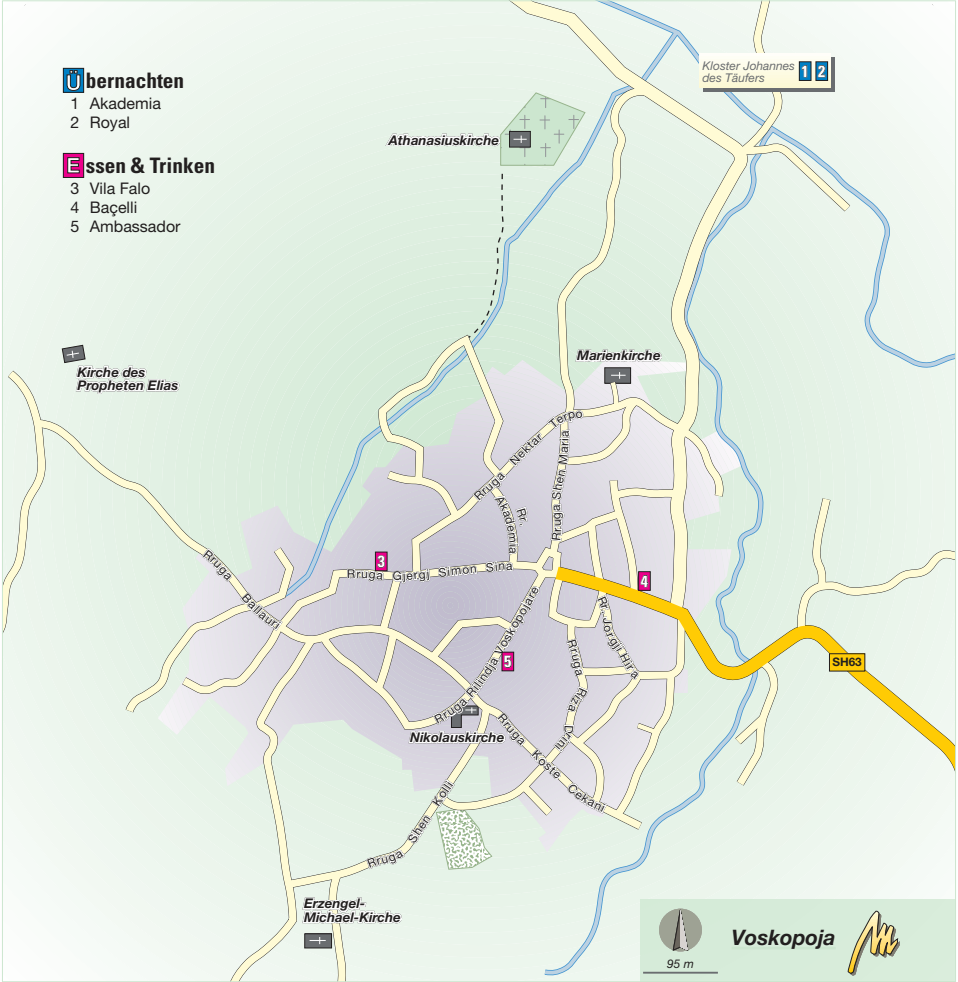 Übernachten
1 Akademia
2 Royal
Essen & Trinken
3 Vila Falo
4 Baçelli
5 Ambassador
Kloster Johannes
des Täufers
1 2
Athanasiuskirche
Marienkirche
Kirche des
Propheten Elias
Rruga Nektar Terpo
Rruga Shen Maria
Rr.
Akademia
3
Rruga Gjergj Simon Sina
Rruga Ballauri
4
Rr. Jorgji Hira
Rruga Rilindja Voskopojare
5
Rruga Riza Drini
SH63
Nikolauskirche
Rruga Koste Cekani
Rruga Shen Kolli
Erzengel-
Michael-Kirche
95 m
Voskopoja